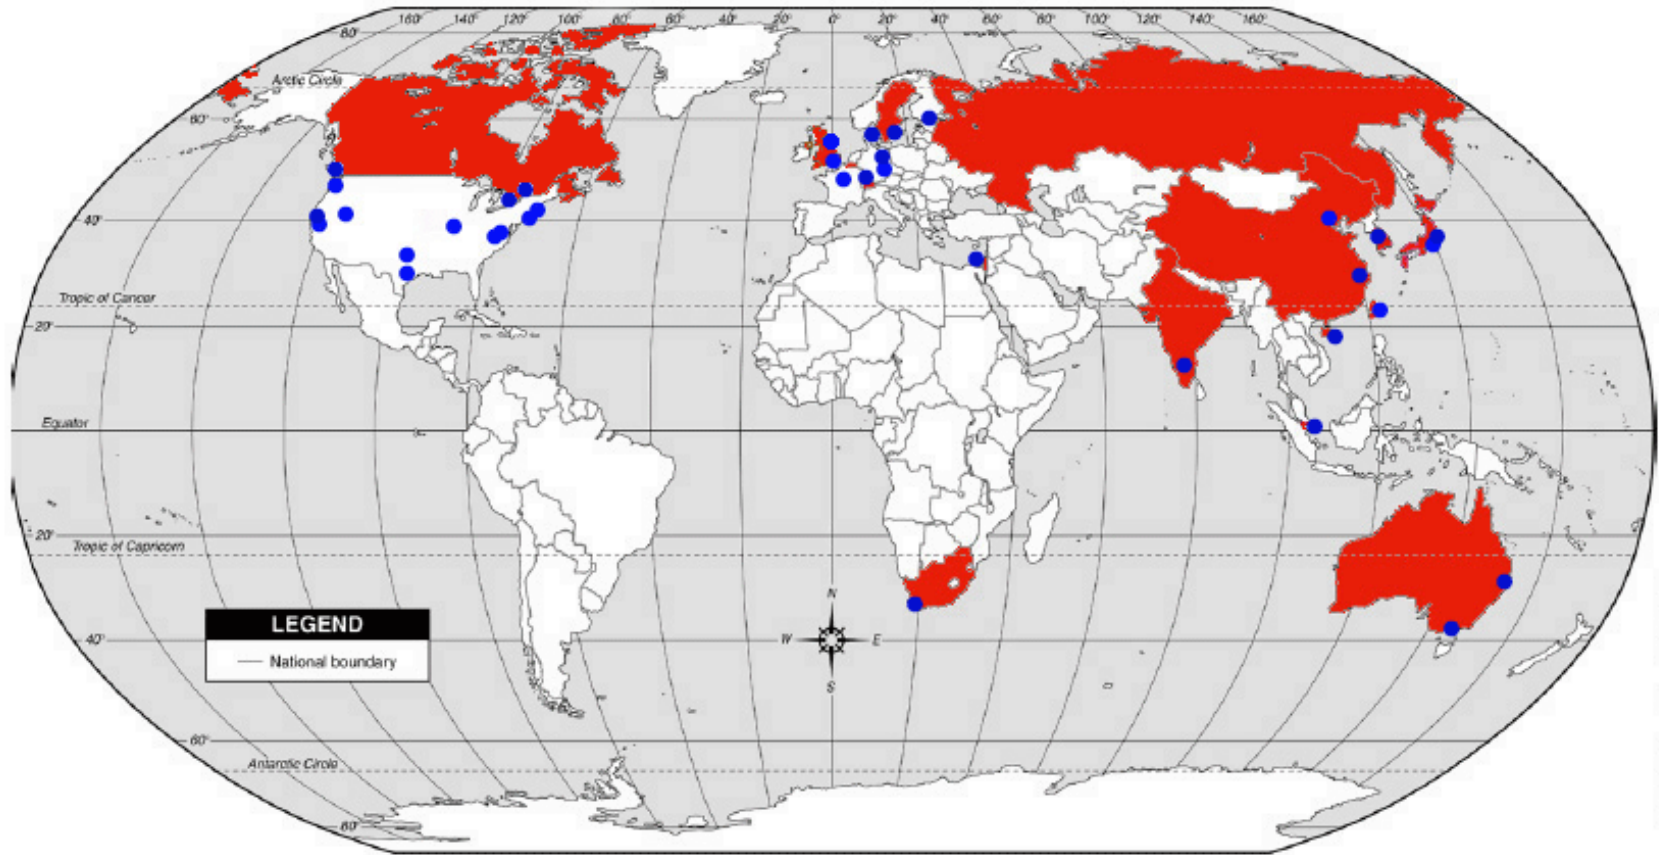 160° 140° 120° 100° 80° 60° 40° 20° 0° 20° 40° 60° 80° 100° 120° 140° 160°
80°
Arctic Circle
60°
40°
Tropic of Cancer
20°
Equator
20°
Tropic of Capricorn
N
LEGEND
W E
40°
National boundary
S
60°
Antarctic Circle
80°